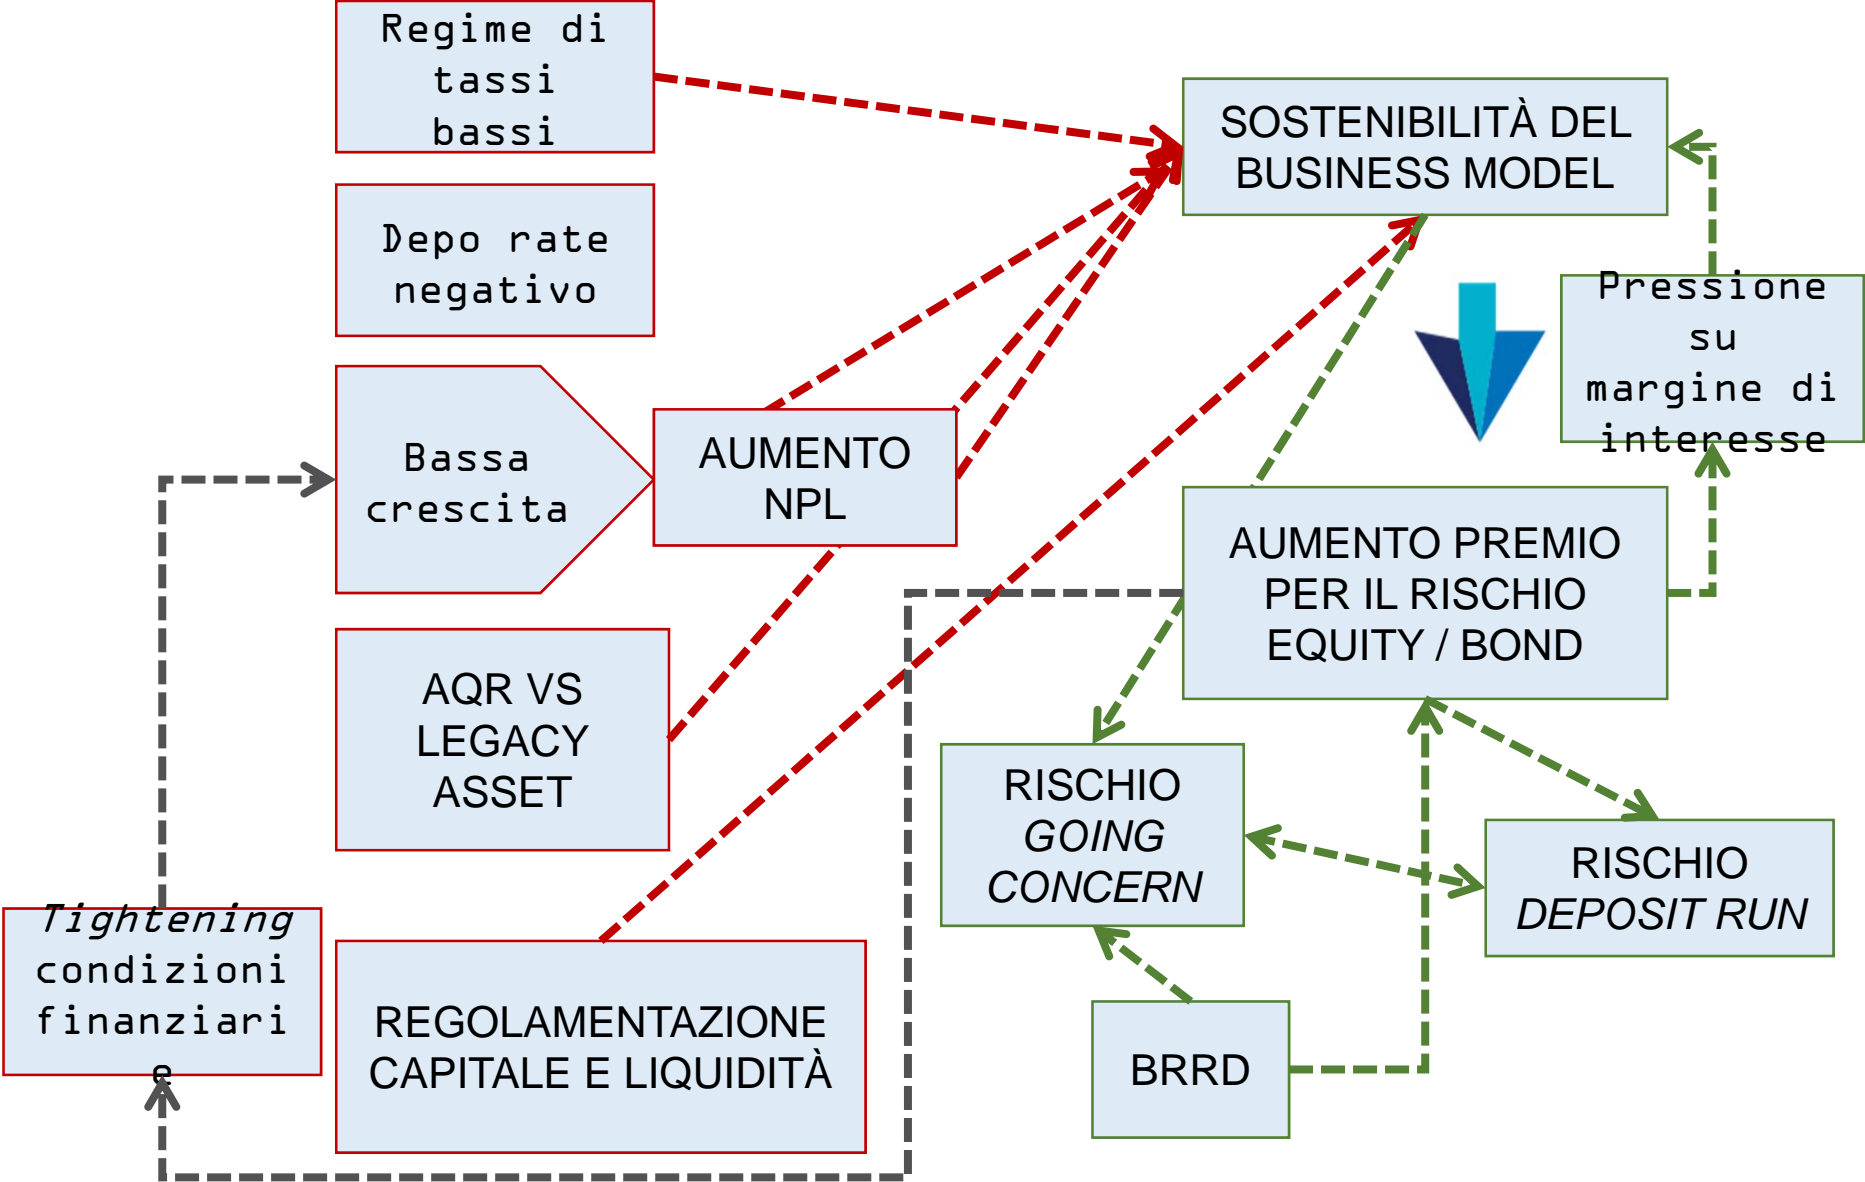 Regime di
tassi
bassi
SOSTENIBILITÀ DEL
BUSINESS MODEL
Depo rate
negativo
Pressione
su
margine di
interesse
Bassa
crescita
AUMENTO
NPL
AUMENTO PREMIO
PER IL RISCHIO
EQUITY / BOND
AQR VS
LEGACY
ASSET
RISCHIO
GOING
CONCERN
RISCHIO
DEPOSIT RUN
Tightening
condizioni
finanziari
e
REGOLAMENTAZIONE
CAPITALE E LIQUIDITÀ
BRRD